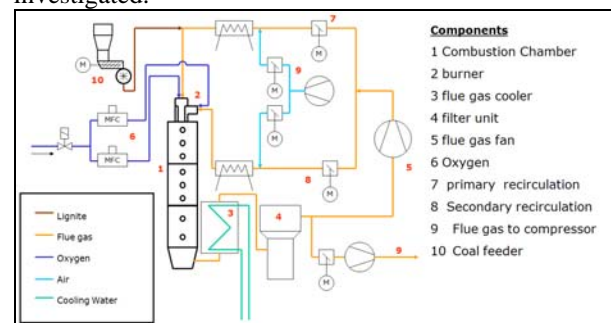 investigated.
7
M
Components
1 Combustion Chamber
2 burner
3 flue gas cooler
4 filter unit
5 flue gas fan
6 Oxygen
7 primary recirculation
8 Secondary recirculation
9 Flue gas to compressor
10 Coal feeder
M
10
M
9
2
MFC
6
MFC
M
1
8
M
5
3
4
9
M
Lignite
Flue gas
Oxygen
Air
Cooling Water